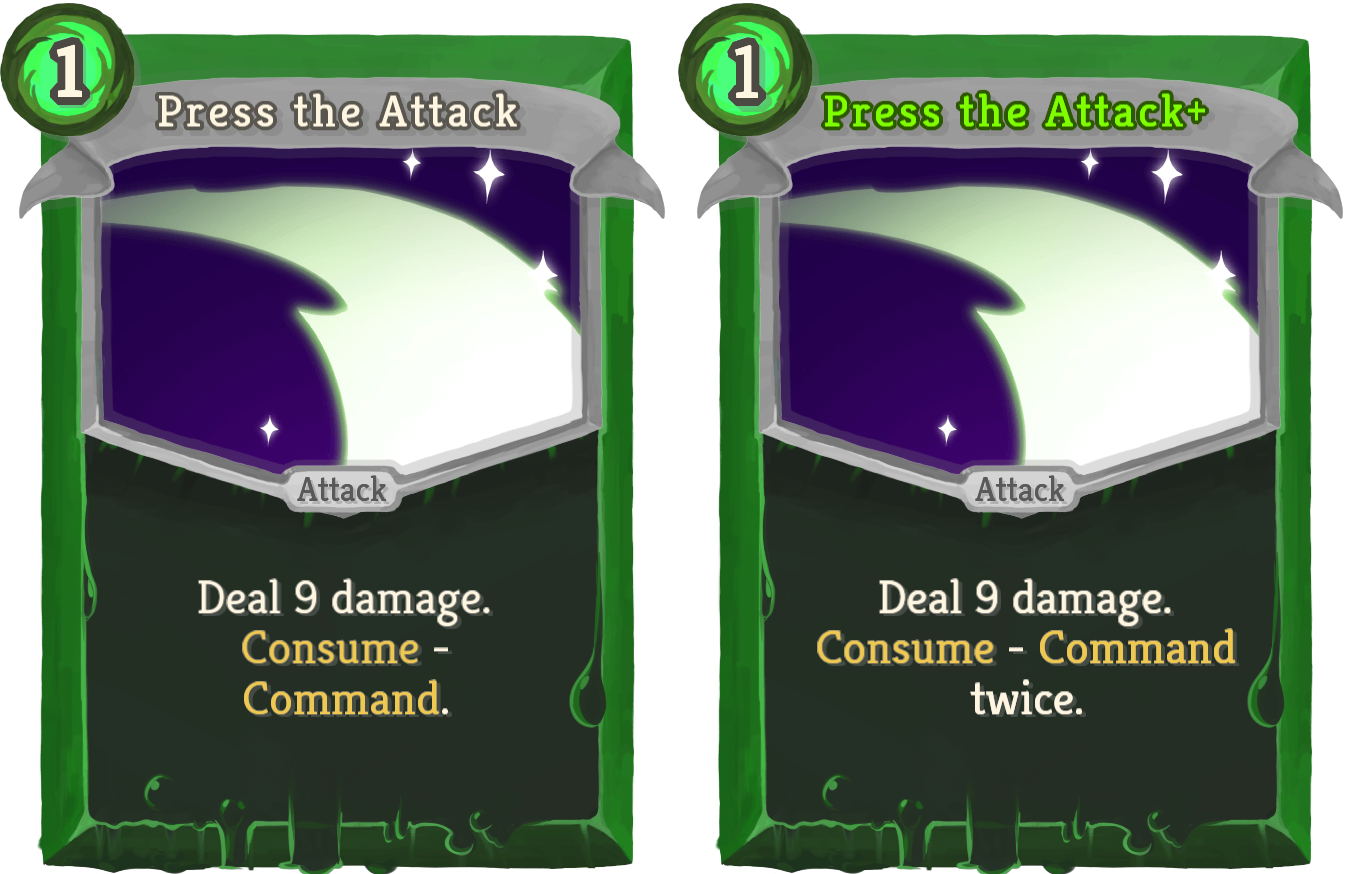 1
Press the Attack
Attack
Deal 9 damage.
Consume -
Command.
1
Press the Attack+
Attack
Deal 9 damage.
Consume - Command
twice.